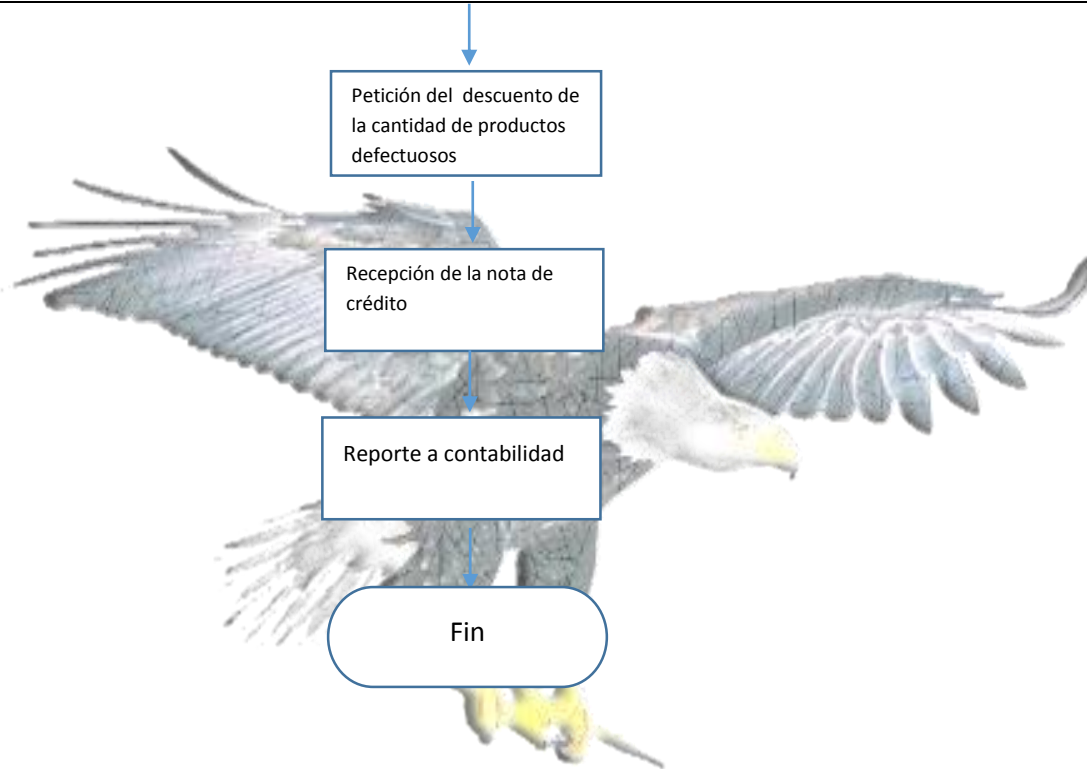 Petición del descuento de
la cantidad de productos
defectuosos
Recepción de la nota de
crédito
Reporte a contabilidad
Fin